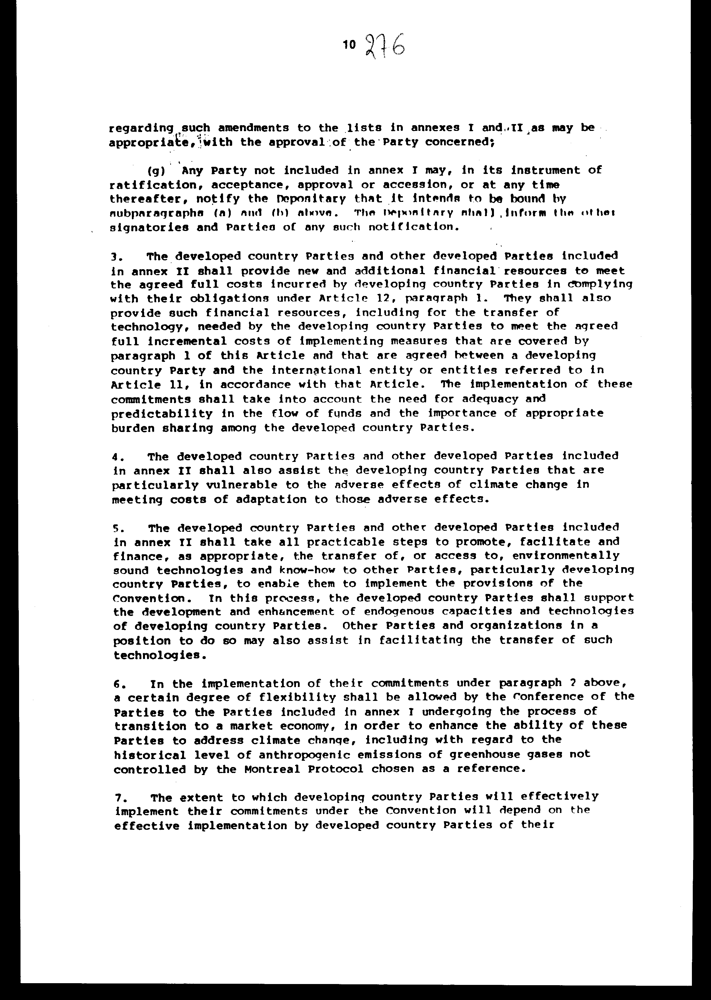 10 276
regarding such amendments to the lists in annexes I and II as may be
appropriate, with the approval of the Party concerned;
(g) Any Party not included in annex I may, in its instrument of
ratification, acceptance, approval or accession, or at any time
thereafter, notify the Depositary that it intends to be bound by
subparagraphs (a) and (b) above. The Depositary shall inform the other
signatories and Parties of any such notification.
3. The developed country Parties and other developed Parties included
in annex II shall provide new and additional financial resources to meet
the agreed full costs incurred by developing country Parties in complying
with their obligations under Article 12, paragraph 1. They shall also
provide such financial resources, including for the transfer of
technology, needed by the developing country Parties to meet the agreed
full incremental costs of implementing measures that are covered by
paragraph 1 of this Article and that are agreed between a developing
country Party and the international entity or entities referred to in
Article 11, in accordance with that Article. The implementation of these
commitments shall take into account the need for adequacy and
predictability in the flow of funds and the importance of appropriate
burden sharing among the developed country Parties.
4. The developed country Parties and other developed Parties included
in annex II shall also assist the developing country Parties that are
particularly vulnerable to the adverse effects of climate change in
meeting costs of adaptation to those adverse effects.
5. The developed country Parties and other developed Parties included
in annex II shall take all practicable steps to promote, facilitate and
finance, as appropriate, the transfer of, or access to, environmentally
sound technologies and know-how to other Parties, particularly developing
country Parties, to enable them to implement the provisions of the
Convention. In this process, the developed country Parties shall support
the development and enhancement of endogenous capacities and technologies
of developing country Parties. Other Parties and organizations in a
position to do so may also assist in facilitating the transfer of such
technologies.
6. In the implementation of their commitments under paragraph 2 above,
a certain degree of flexibility shall be allowed by the Conference of the
Parties to the Parties included in annex I undergoing the process of
transition to a market economy, in order to enhance the ability of these
Parties to address climate change, including with regard to the
historical level of anthropogenic emissions of greenhouse gases not
controlled by the Montreal Protocol chosen as a reference.
7. The extent to which developing country Parties will effectively
implement their commitments under the Convention will depend on the
effective implementation by developed country Parties of their